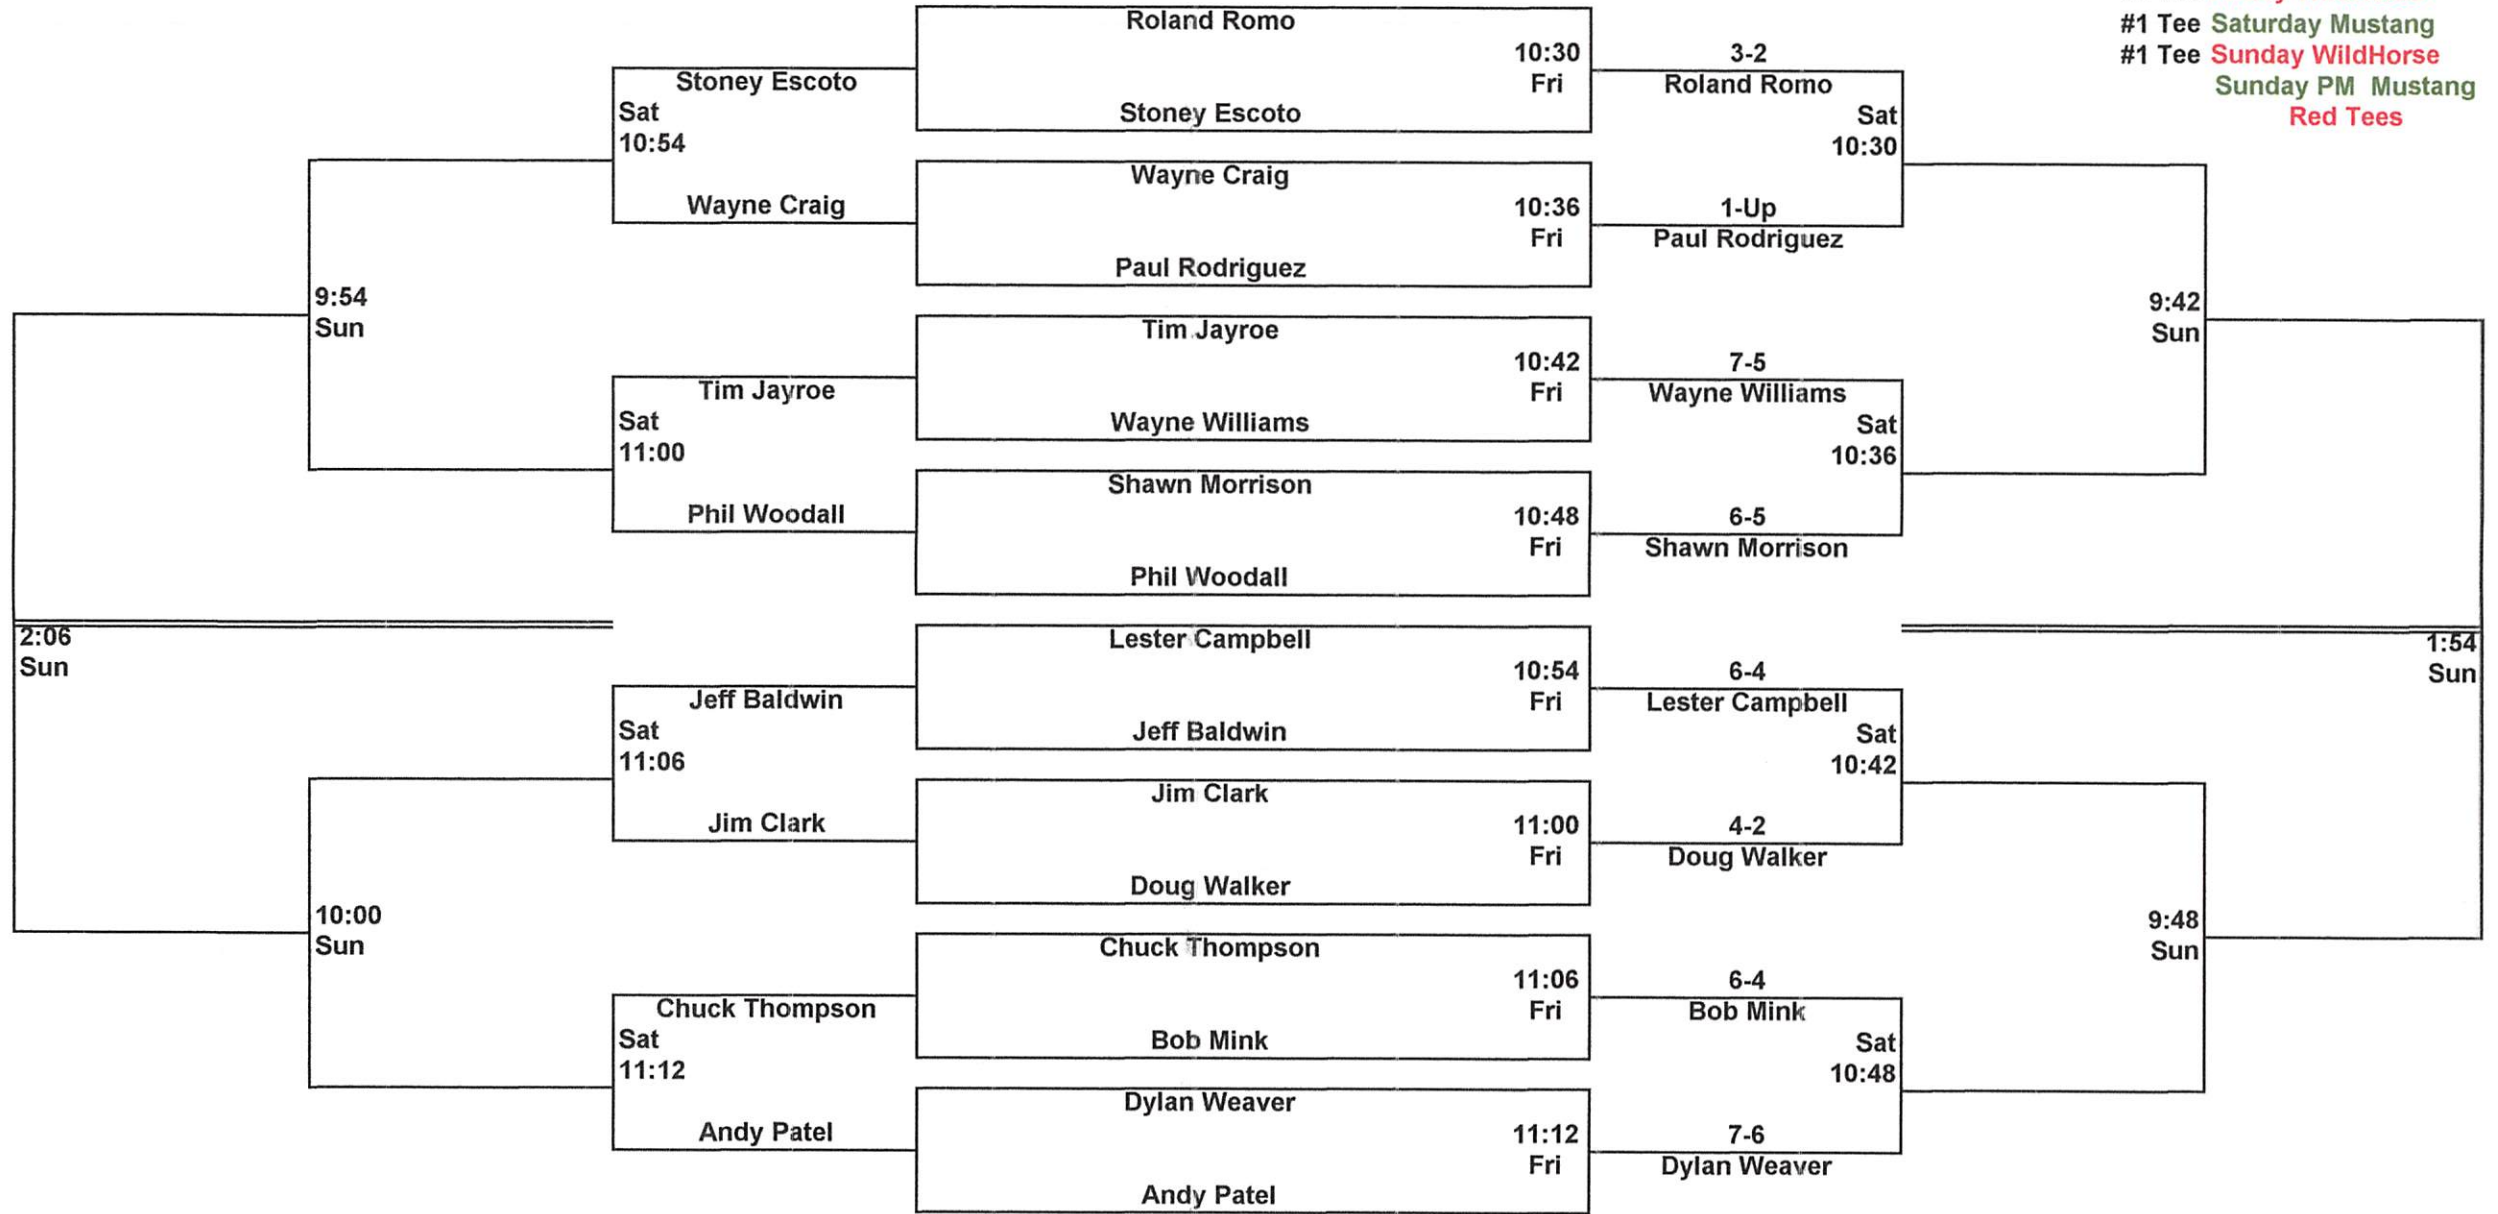 #1 Tee Saturday Mustang
#1 Tee Sunday WildHorse
Sunday PM Mustang
Red Tees
Roland Romo
10:30
Fri
Stoney Escoto
Wayne Craig
10:36
Fri
Paul Rodriguez
Tim Jayroe
10:42
Fri
Wayne Williams
Shawn Morrison
10:48
Fri
Phil Woodall
Lester Campbell
10:54
Fri
Jeff Baldwin
Jim Clark
11:00
Fri
Doug Walker
Chuck Thompson
11:06
Fri
Bob Mink
Dylan Weaver
11:12
Fri
Andy Patel
Stoney Escoto
Sat
10:54
Wayne Craig
Tim Jayroe
Sat
11:00
Phil Woodall
Jeff Baldwin
Sat
11:06
Jim Clark
Chuck Thompson
Sat
11:12
Andy Patel
9:54
Sun
10:00
Sun
2:06
Sun
3-2
Roland Romo
Sat
10:30
1-Up
Paul Rodriguez
7-5
Wayne Williams
Sat
10:36
6-5
Shawn Morrison
6-4
Lester Campbell
Sat
10:42
4-2
Doug Walker
6-4
Bob Mink
Sat
10:48
7-6
Dylan Weaver
9:42
Sun
9:48
Sun
1:54
Sun